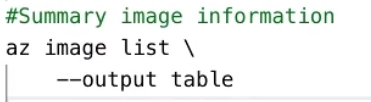 #Summary image information
az image list \
--output table